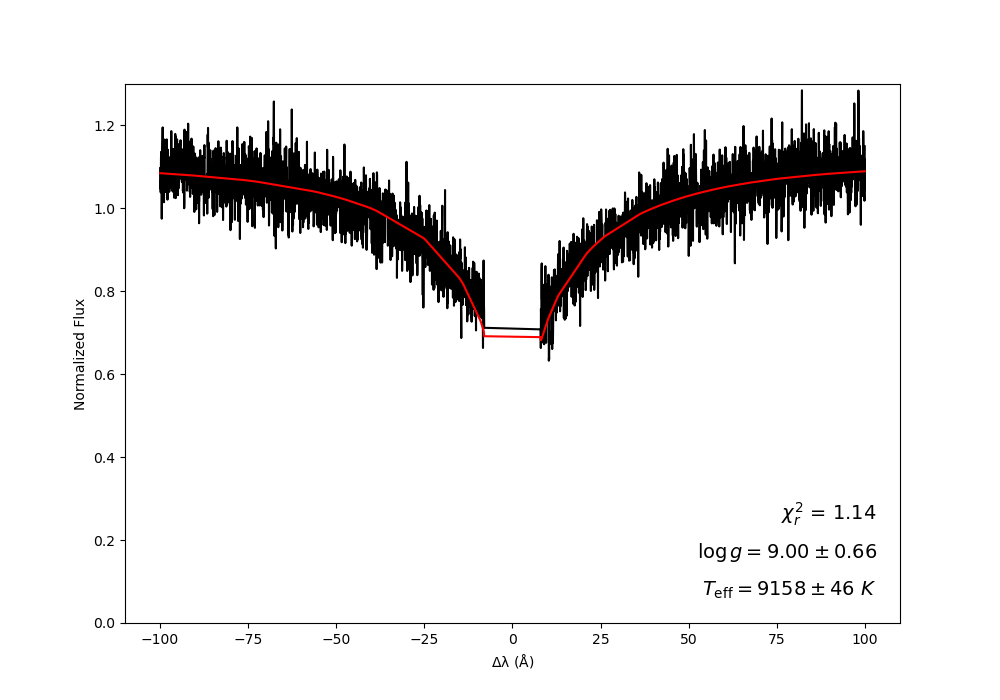 1.2
1.0
0.8
0.6
0.4
0.2
0.0
Normalized Flux
χ²ᵣ = 1.14
log g = 9.00 ± 0.66
T_eff = 9158 ± 46 K
−100 −75 −50 −25 0 25 50 75 100
Δλ (Å)